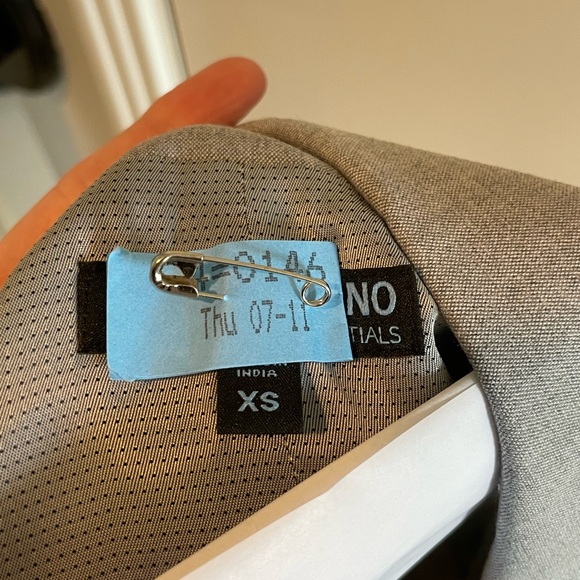 -0146
Thu 07-11
NO
TIALS
INDIA
XS